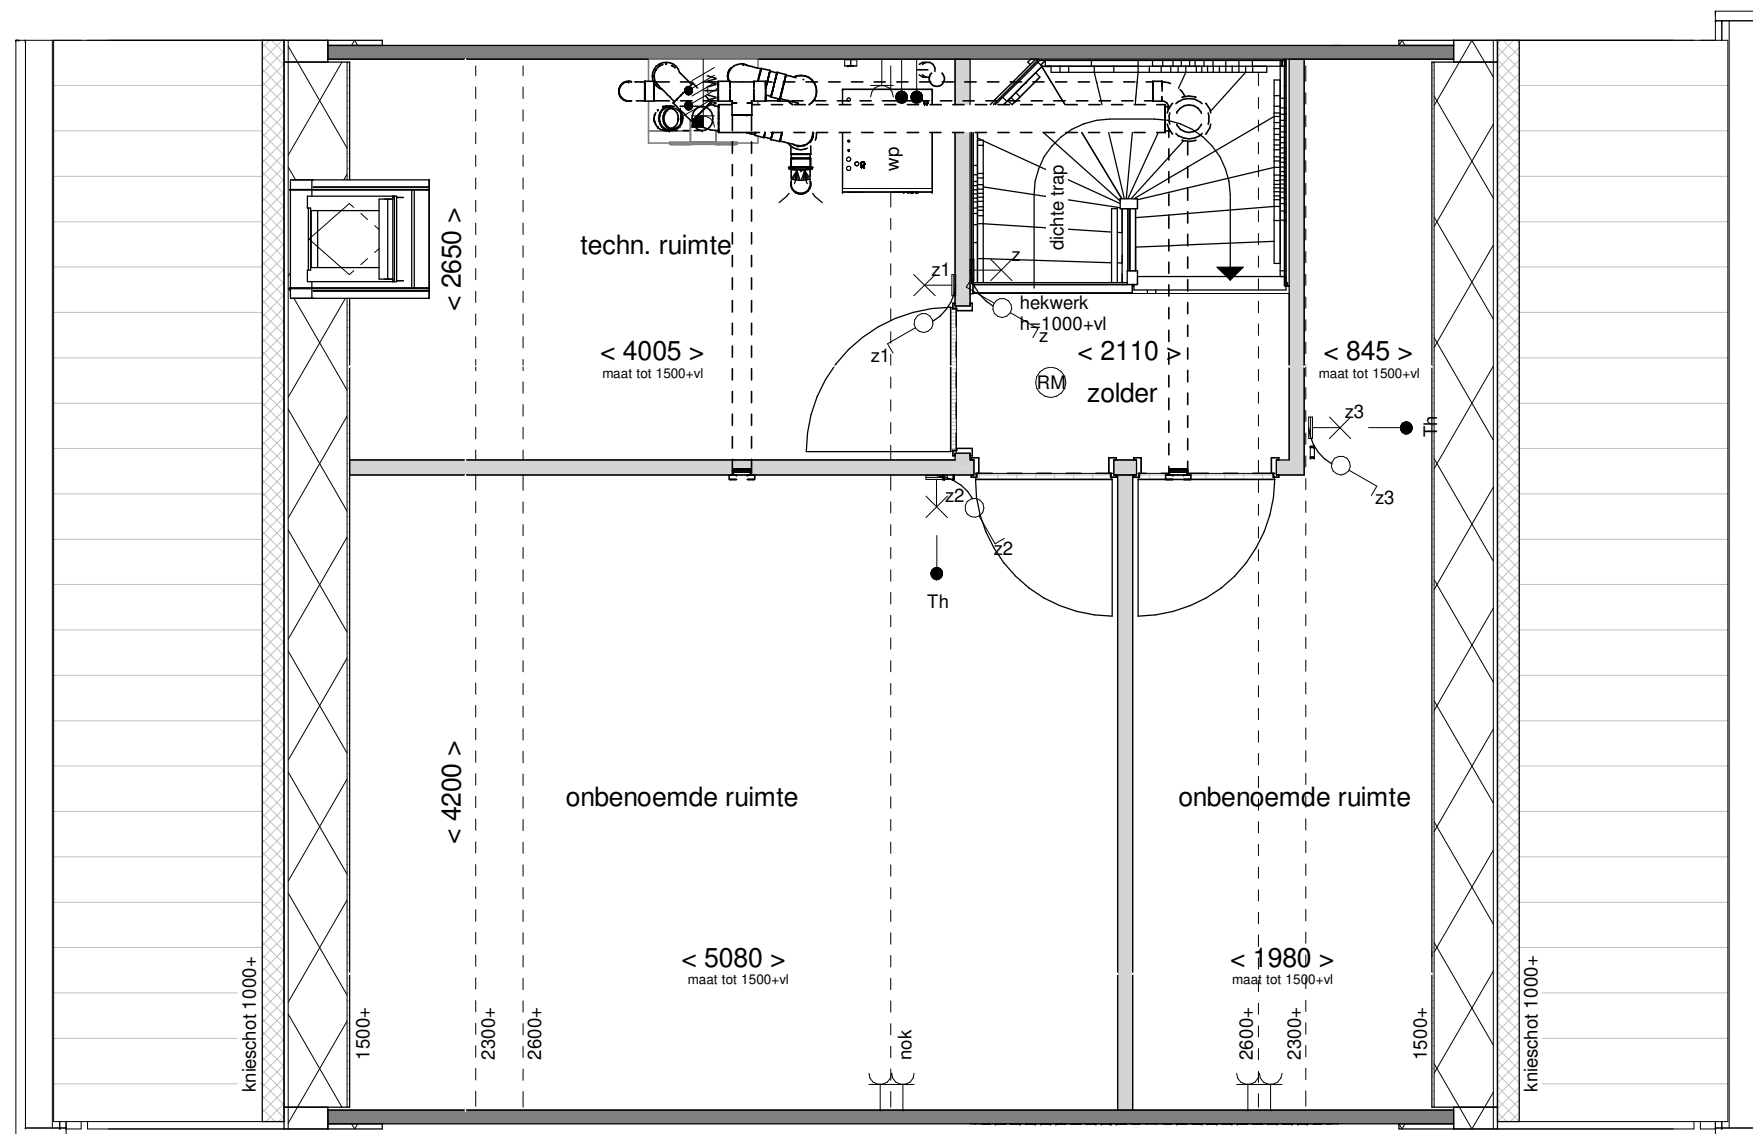 wp
dichte trap
techn. ruimte
< 2650 >
z1
z
hekwerk
h=1000+vl
z
z1
< 4005 >
maat tot 1500+vl
< 2110 >
RM
zolder
< 845 >
maat tot 1500+vl
z3
Th
z3
z2
z2
Th
< 4200 >
onbenoemde ruimte
onbenoemde ruimte
< 5080 >
maat tot 1500+vl
< 1980 >
maat tot 1500+vl
knieschot 1000+
1500+
2300+
2600+
nok
2600+
2300+
1500+
knieschot 1000+